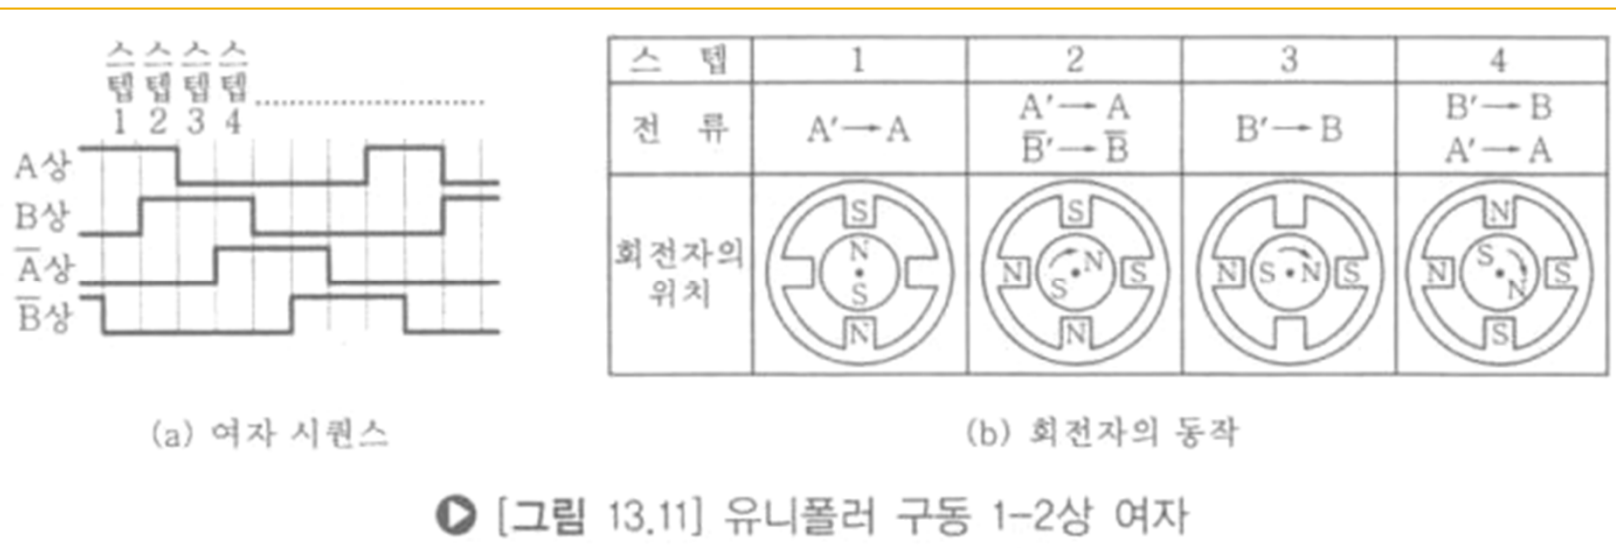 스텝1 스텝2 스텝3 스텝4
A상
B상
A̅상
B̅상
(a) 여자 시퀀스
스 텝 1 2 3 4
전 류 A′→A A′→A B̅′→B̅ B′→B B′→B A′→A
회전자의 위치
S N S N
S N N S N S
N S N S
N S N N S S
(b) 회전자의 동작
[그림 13.11] 유니폴러 구동 1-2상 여자